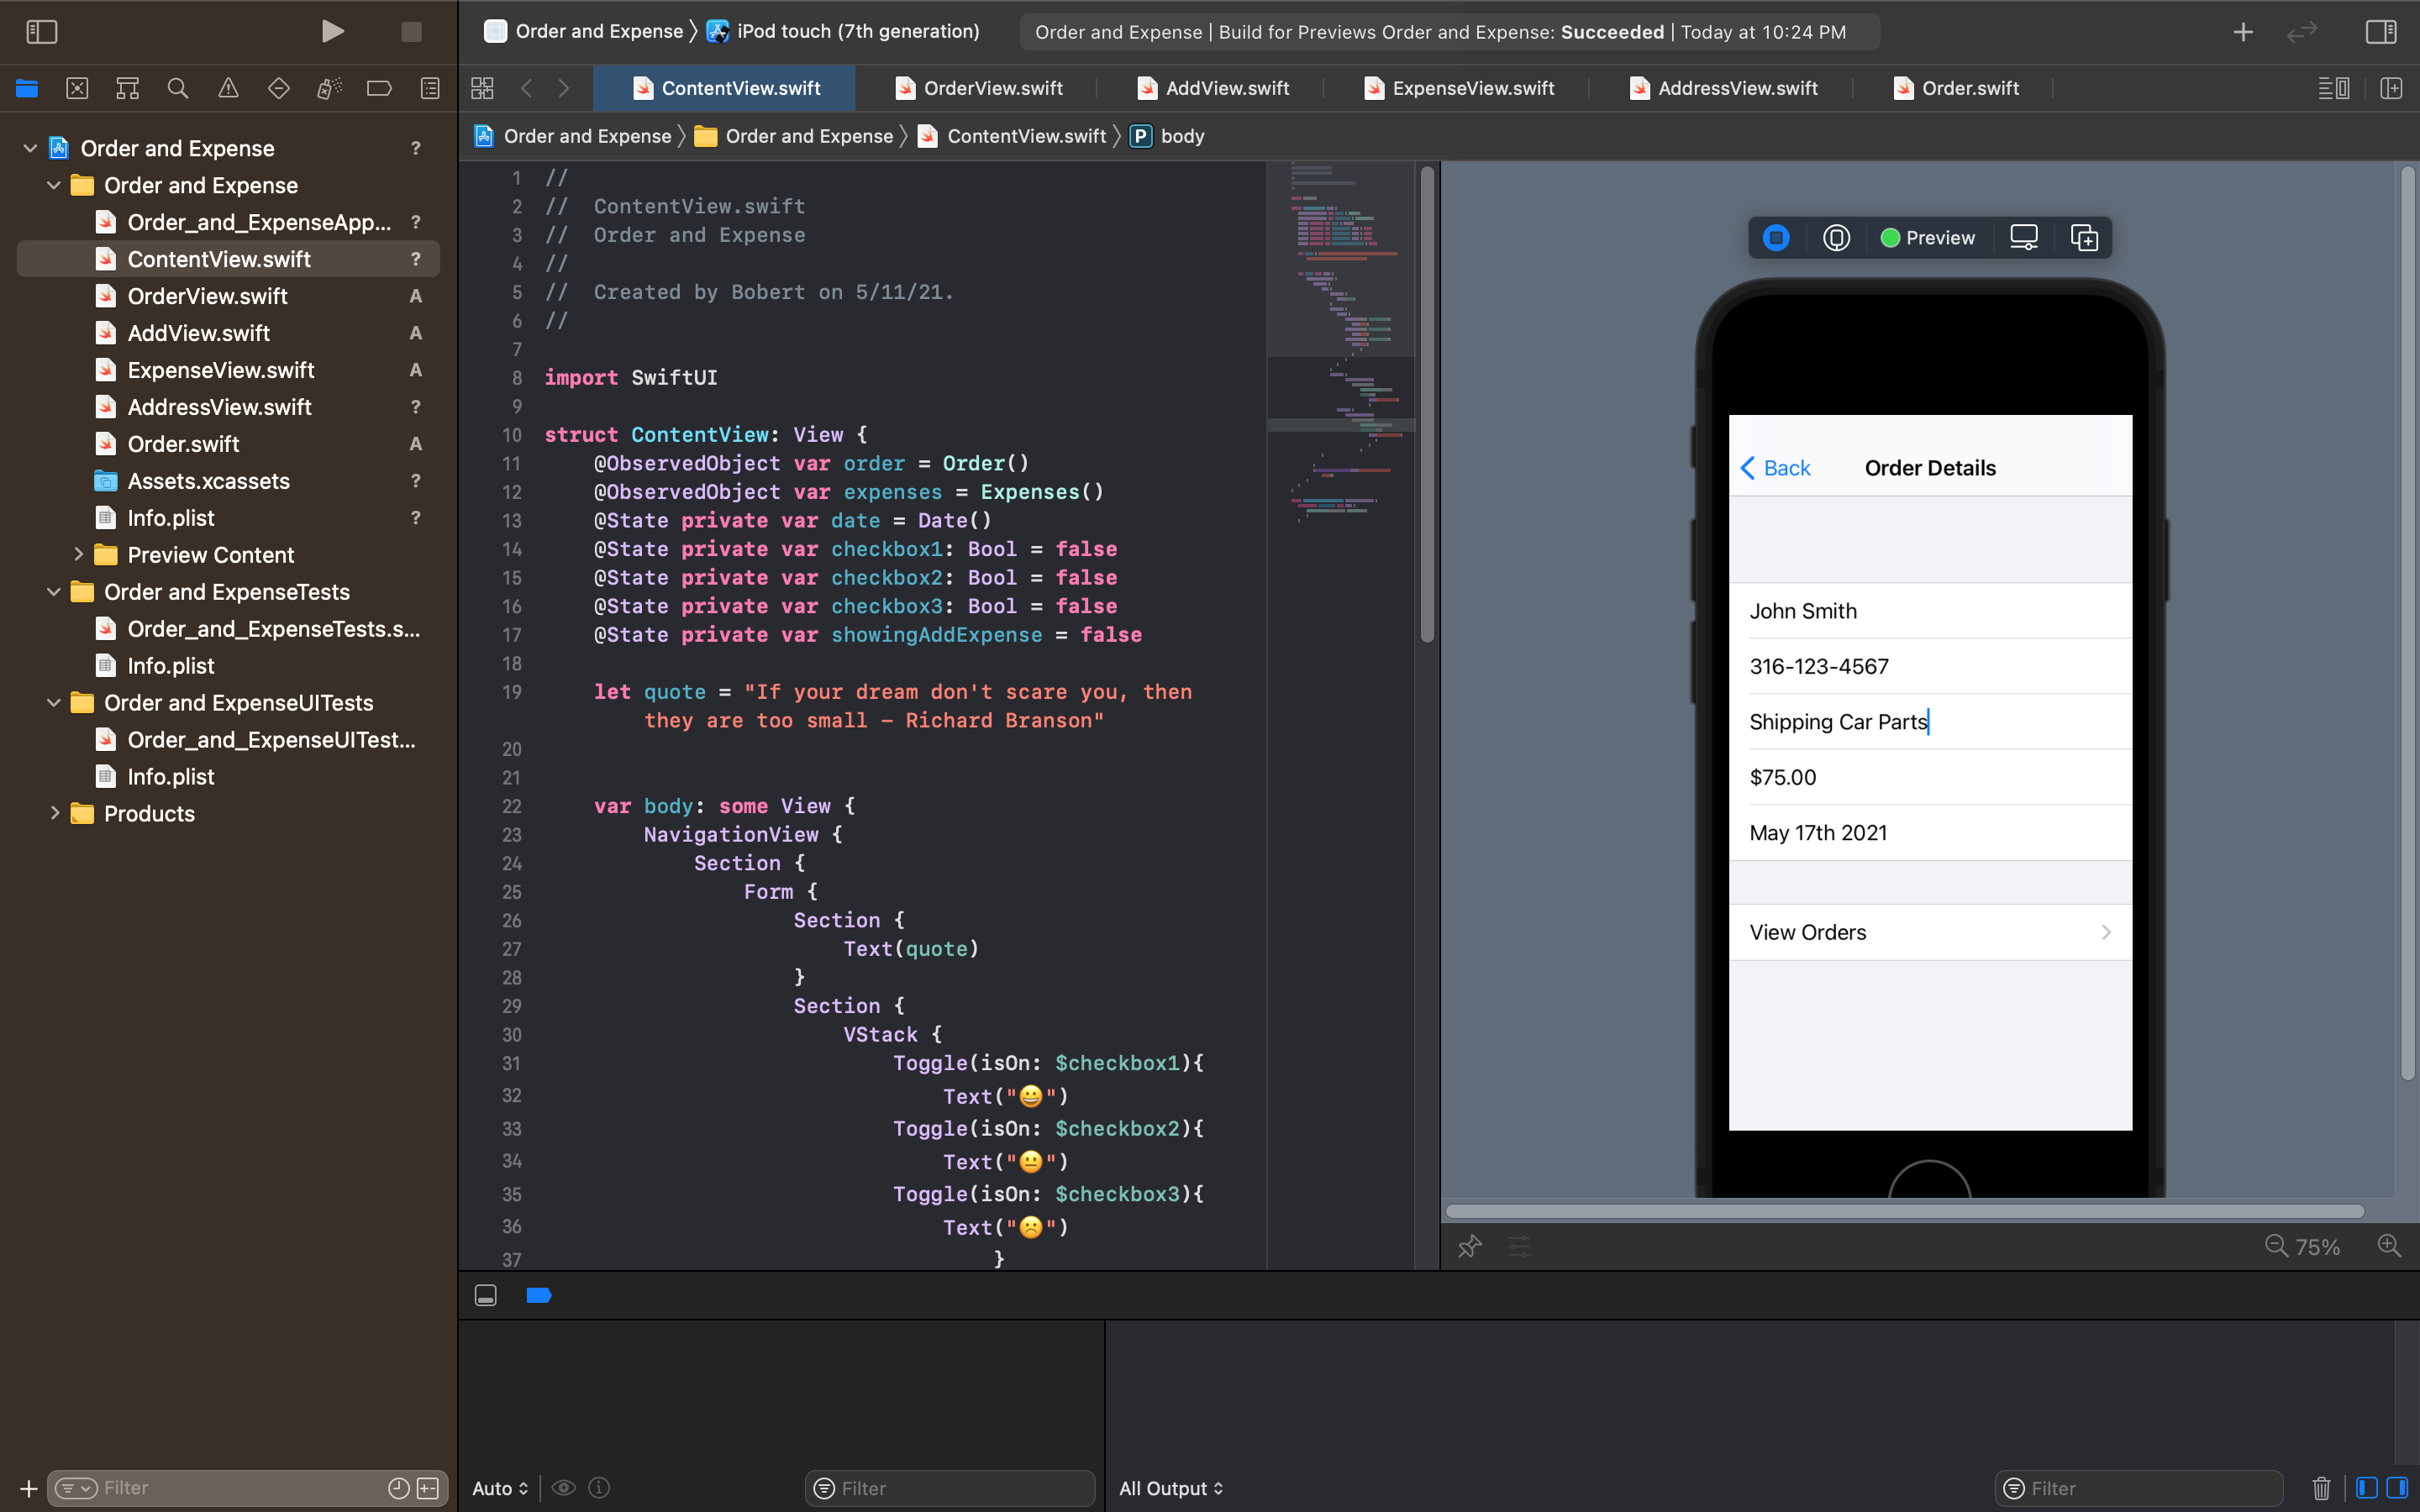 Order and Expense
iPod touch (7th generation)
Order and Expense | Build for Previews Order and Expense: Succeeded | Today at 10:24 PM
ContentView.swift
OrderView.swift
AddView.swift
ExpenseView.swift
AddressView.swift
Order.swift
Order and Expense
Order and Expense
ContentView.swift
P body
Order and Expense ?
Order and Expense
Order_and_ExpenseApp... ?
ContentView.swift ?
OrderView.swift A
AddView.swift A
ExpenseView.swift A
AddressView.swift ?
Order.swift A
Assets.xcassets ?
Info.plist ?
Preview Content
Order and ExpenseTests
Order_and_ExpenseTests.s...
Info.plist
Order and ExpenseUITests
Order_and_ExpenseUITest...
Info.plist
Products
Filter
1 //
2 //  ContentView.swift
3 //  Order and Expense
4 //
5 //  Created by Bobert on 5/11/21.
6 //
7
8 import SwiftUI
9
10 struct ContentView: View {
11     @ObservedObject var order = Order()
12     @ObservedObject var expenses = Expenses()
13     @State private var date = Date()
14     @State private var checkbox1: Bool = false
15     @State private var checkbox2: Bool = false
16     @State private var checkbox3: Bool = false
17     @State private var showingAddExpense = false
18
19     let quote = "If your dream don't scare you, then
they are too small – Richard Branson"
20
21
22     var body: some View {
23         NavigationView {
24             Section {
25                 Form {
26                     Section {
27                         Text(quote)
28                     }
29                     Section {
30                         VStack {
31                             Toggle(isOn: $checkbox1){
32                                 Text("😀")
33                             Toggle(isOn: $checkbox2){
34                                 Text("😐")
35                             Toggle(isOn: $checkbox3){
36                                 Text("☹️")
37                                     }
Preview
Back
Order Details
John Smith
316-123-4567
Shipping Car Parts
$75.00
May 17th 2021
View Orders
75%
Auto
Filter
All Output
Filter